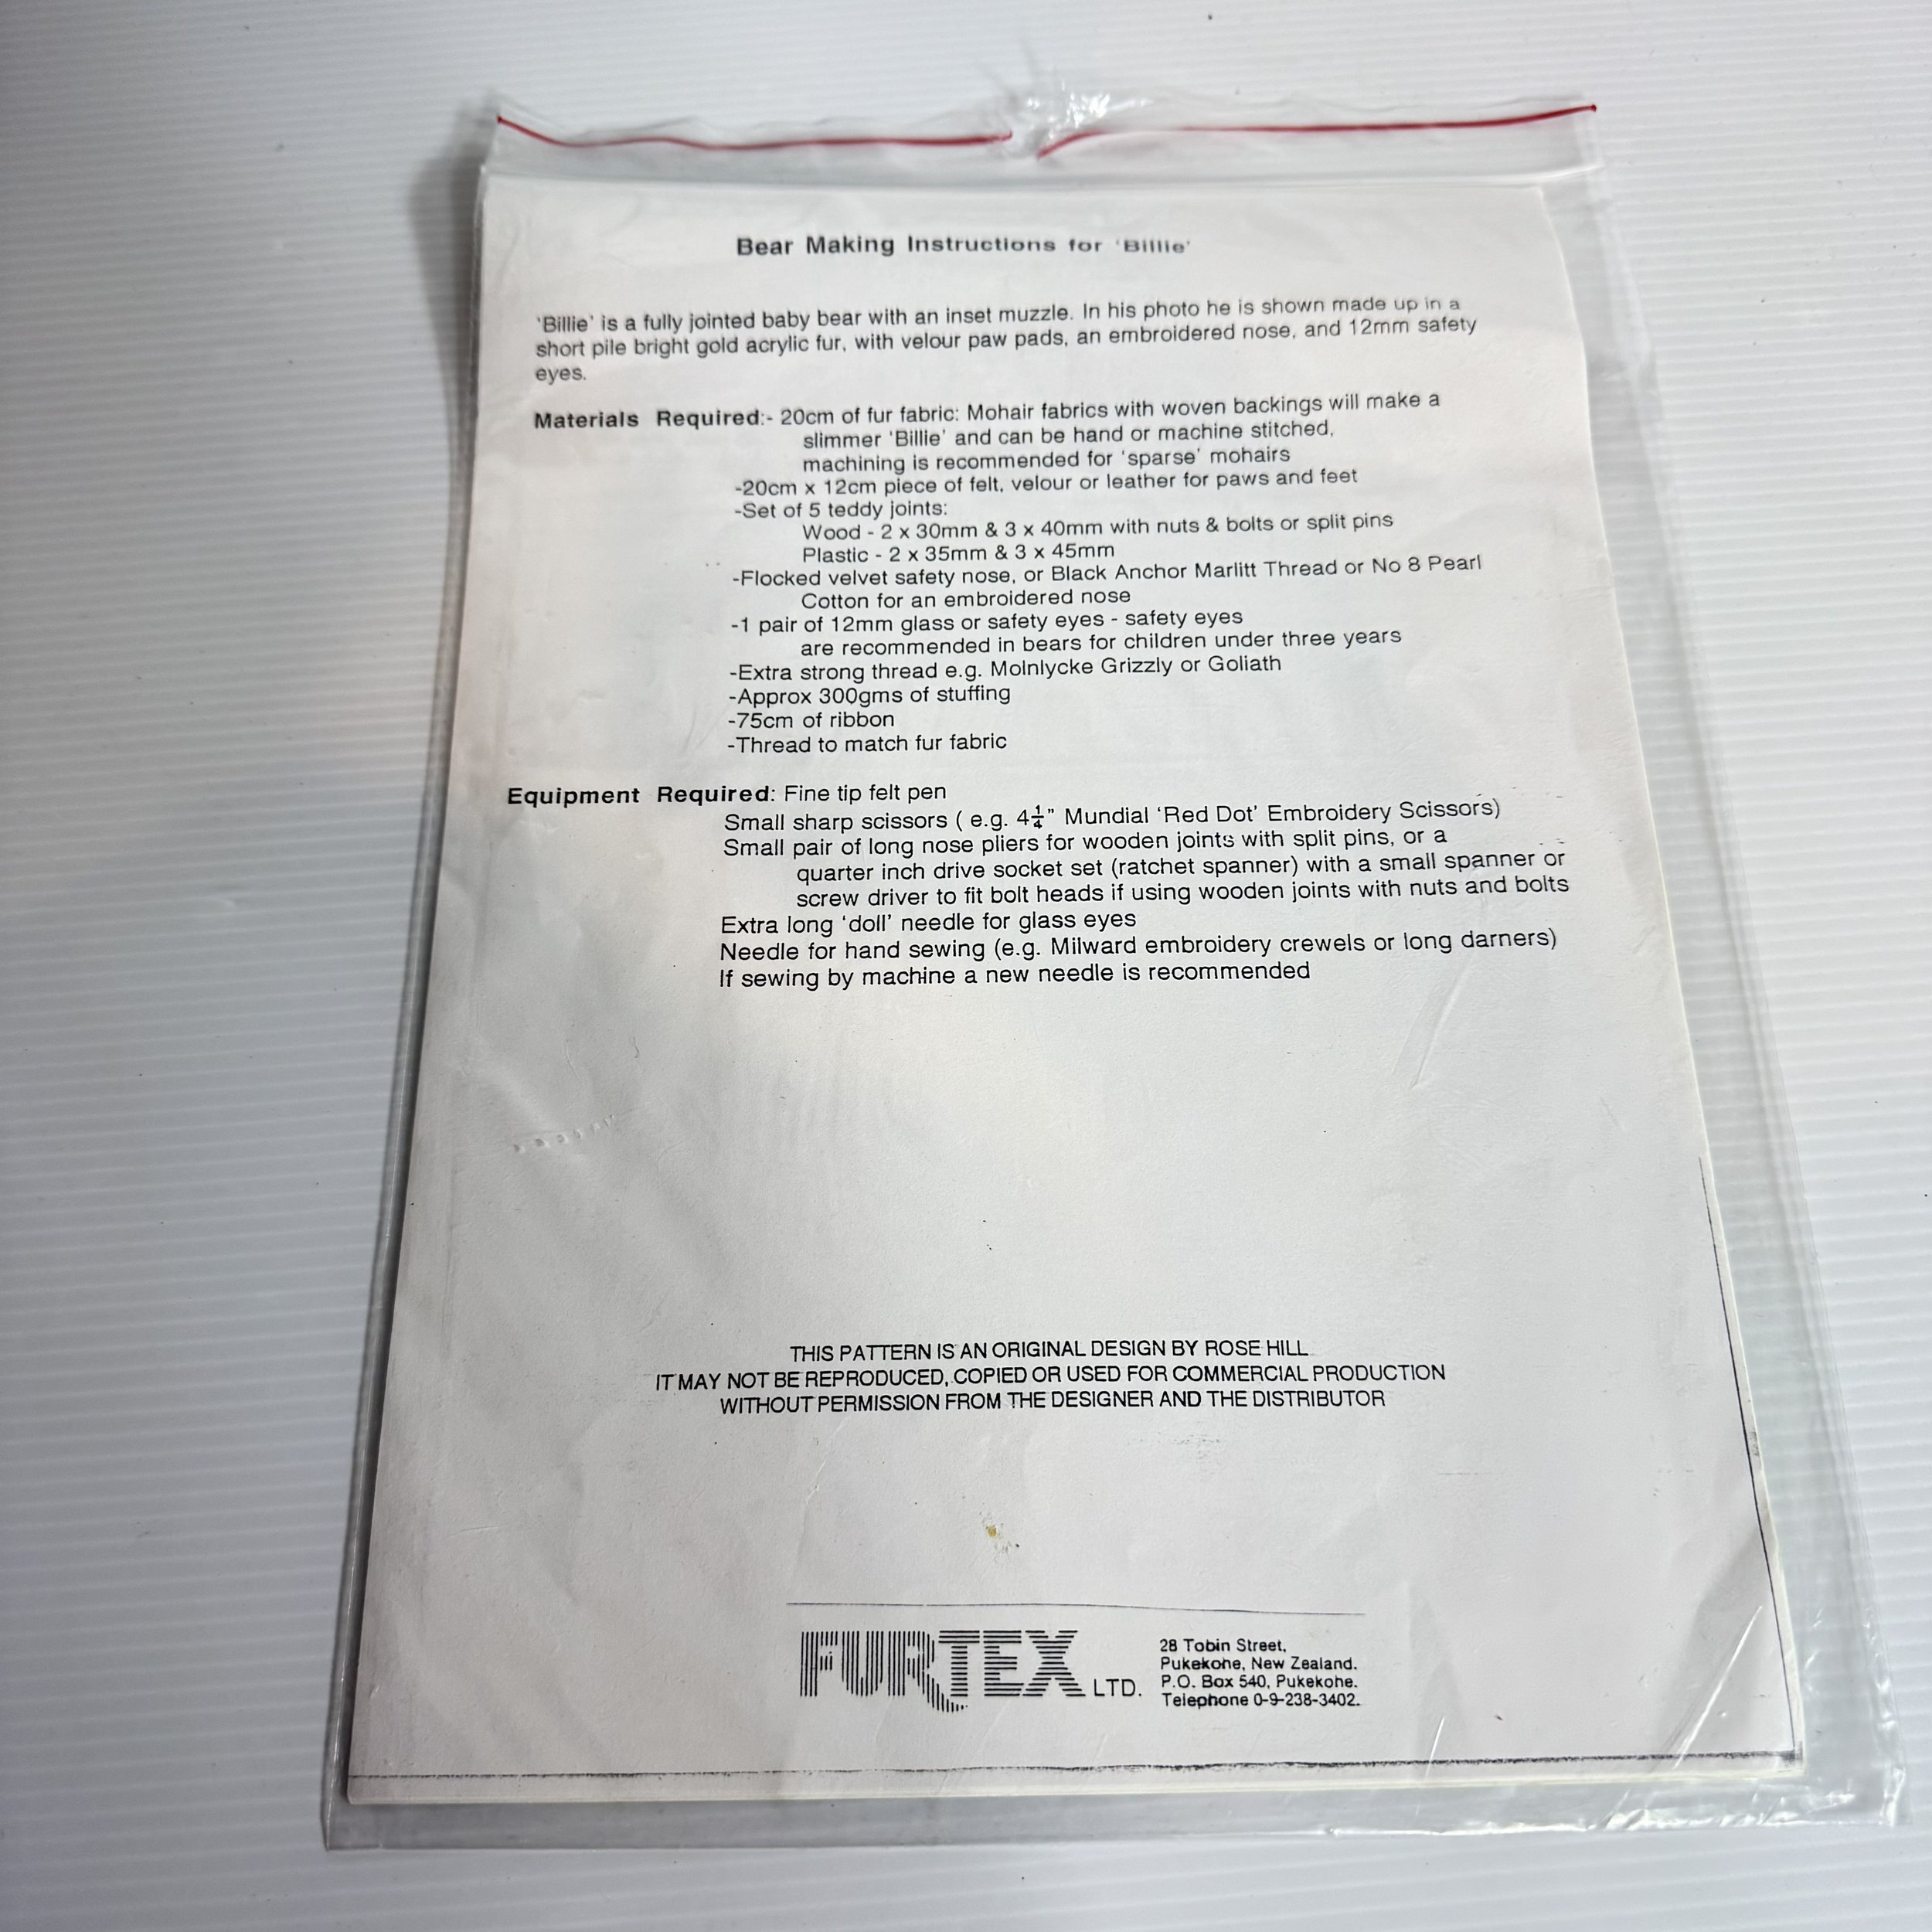 Bear Making Instructions for 'Billie'
'Billie' is a fully jointed baby bear with an inset muzzle. In his photo he is shown made up in a
short pile bright gold acrylic fur, with velour paw pads, an embroidered nose, and 12mm safety
eyes.
Materials Required:- 20cm of fur fabric: Mohair fabrics with woven backings will make a
slimmer 'Billie' and can be hand or machine stitched,
machining is recommended for 'sparse' mohairs
-20cm x 12cm piece of felt, velour or leather for paws and feet
-Set of 5 teddy joints:
Wood - 2 x 30mm & 3 x 40mm with nuts & bolts or split pins
Plastic - 2 x 35mm & 3 x 45mm
-Flocked velvet safety nose, or Black Anchor Marlitt Thread or No 8 Pearl
Cotton for an embroidered nose
-1 pair of 12mm glass or safety eyes - safety eyes
are recommended in bears for children under three years
-Extra strong thread e.g. Molnlycke Grizzly or Goliath
-Approx 300gms of stuffing
-75cm of ribbon
-Thread to match fur fabric
Equipment Required: Fine tip felt pen
Small sharp scissors ( e.g. 4¼" Mundial 'Red Dot' Embroidery Scissors)
Small pair of long nose pliers for wooden joints with split pins, or a
quarter inch drive socket set (ratchet spanner) with a small spanner or
screw driver to fit bolt heads if using wooden joints with nuts and bolts
Extra long 'doll' needle for glass eyes
Needle for hand sewing (e.g. Milward embroidery crewels or long darners)
If sewing by machine a new needle is recommended
THIS PATTERN IS AN ORIGINAL DESIGN BY ROSE HILL
IT MAY NOT BE REPRODUCED, COPIED OR USED FOR COMMERCIAL PRODUCTION
WITHOUT PERMISSION FROM THE DESIGNER AND THE DISTRIBUTOR
FURTEX LTD.
28 Tobin Street,
Pukekohe, New Zealand.
P.O. Box 540, Pukekohe.
Telephone 0-9-238-3402.